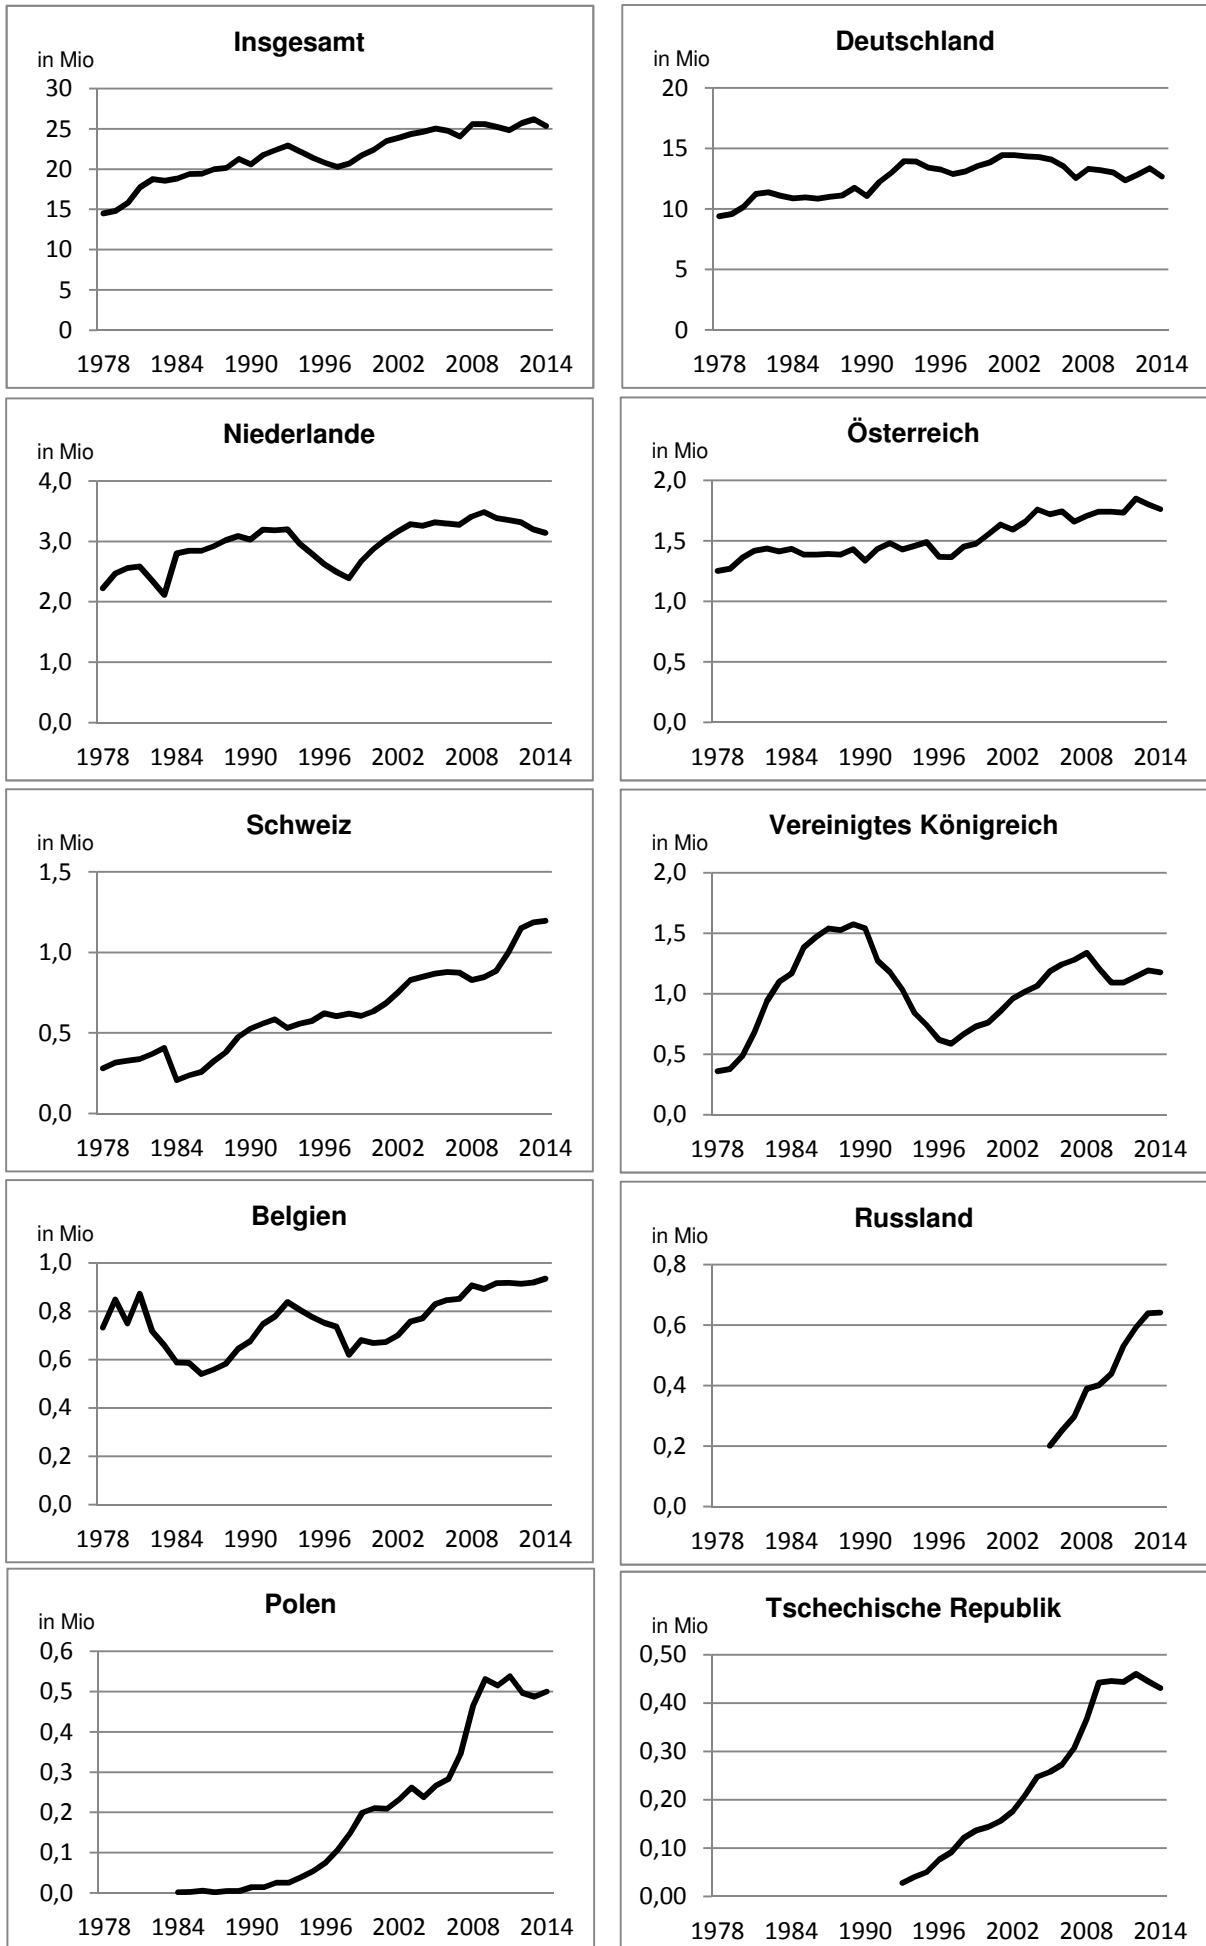 Insgesamt
in Mio
30
25
20
15
10
5
0
1978 1984 1990 1996 2002 2008 2014
Deutschland
in Mio
20
15
10
5
0
1978 1984 1990 1996 2002 2008 2014
Niederlande
in Mio
4,0
3,0
2,0
1,0
0,0
1978 1984 1990 1996 2002 2008 2014
Österreich
in Mio
2,0
1,5
1,0
0,5
0,0
1978 1984 1990 1996 2002 2008 2014
Schweiz
in Mio
1,5
1,0
0,5
0,0
1978 1984 1990 1996 2002 2008 2014
Vereinigtes Königreich
in Mio
2,0
1,5
1,0
0,5
0,0
1978 1984 1990 1996 2002 2008 2014
Belgien
in Mio
1,0
0,8
0,6
0,4
0,2
0,0
1978 1984 1990 1996 2002 2008 2014
Russland
in Mio
0,8
0,6
0,4
0,2
0,0
1978 1984 1990 1996 2002 2008 2014
Polen
in Mio
0,6
0,5
0,4
0,3
0,2
0,1
0,0
1978 1984 1990 1996 2002 2008 2014
Tschechische Republik
in Mio
0,50
0,40
0,30
0,20
0,10
0,00
1978 1984 1990 1996 2002 2008 2014